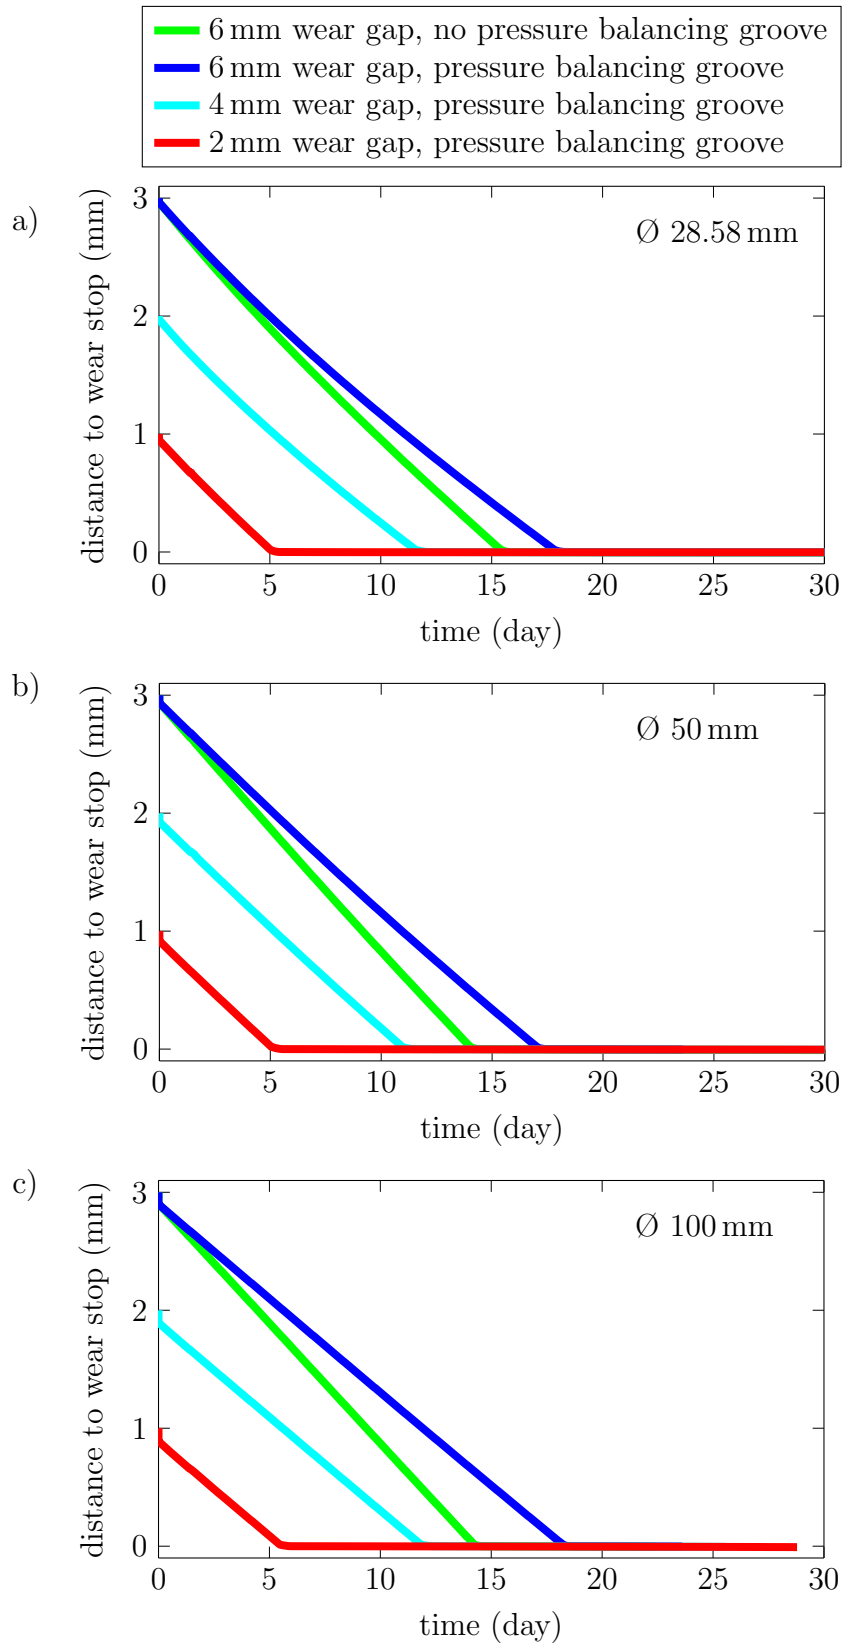 6 mm wear gap, no pressure balancing groove
6 mm wear gap, pressure balancing groove
4 mm wear gap, pressure balancing groove
2 mm wear gap, pressure balancing groove
a)
distance to wear stop (mm)
3
2
1
0
Ø 28.58 mm
0 5 10 15 20 25 30
time (day)
b)
distance to wear stop (mm)
3
2
1
0
Ø 50 mm
0 5 10 15 20 25 30
time (day)
c)
distance to wear stop (mm)
3
2
1
0
Ø 100 mm
0 5 10 15 20 25 30
time (day)